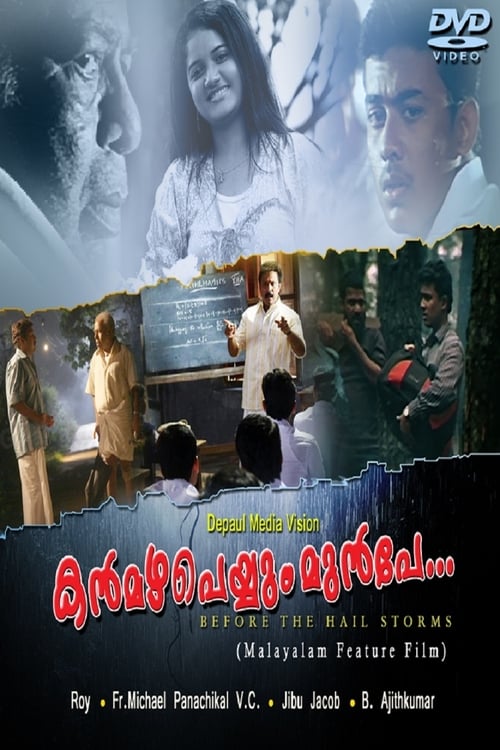 DVD
VIDEO
Depaul Media Vision
കൻമഴപെയ്യും മുൻപേ...
BEFORE THE HAIL STORMS
(Malayalam Feature Film)
Roy • Fr.Michael Panachikal V.C. • Jibu Jacob • B. Ajithkumar